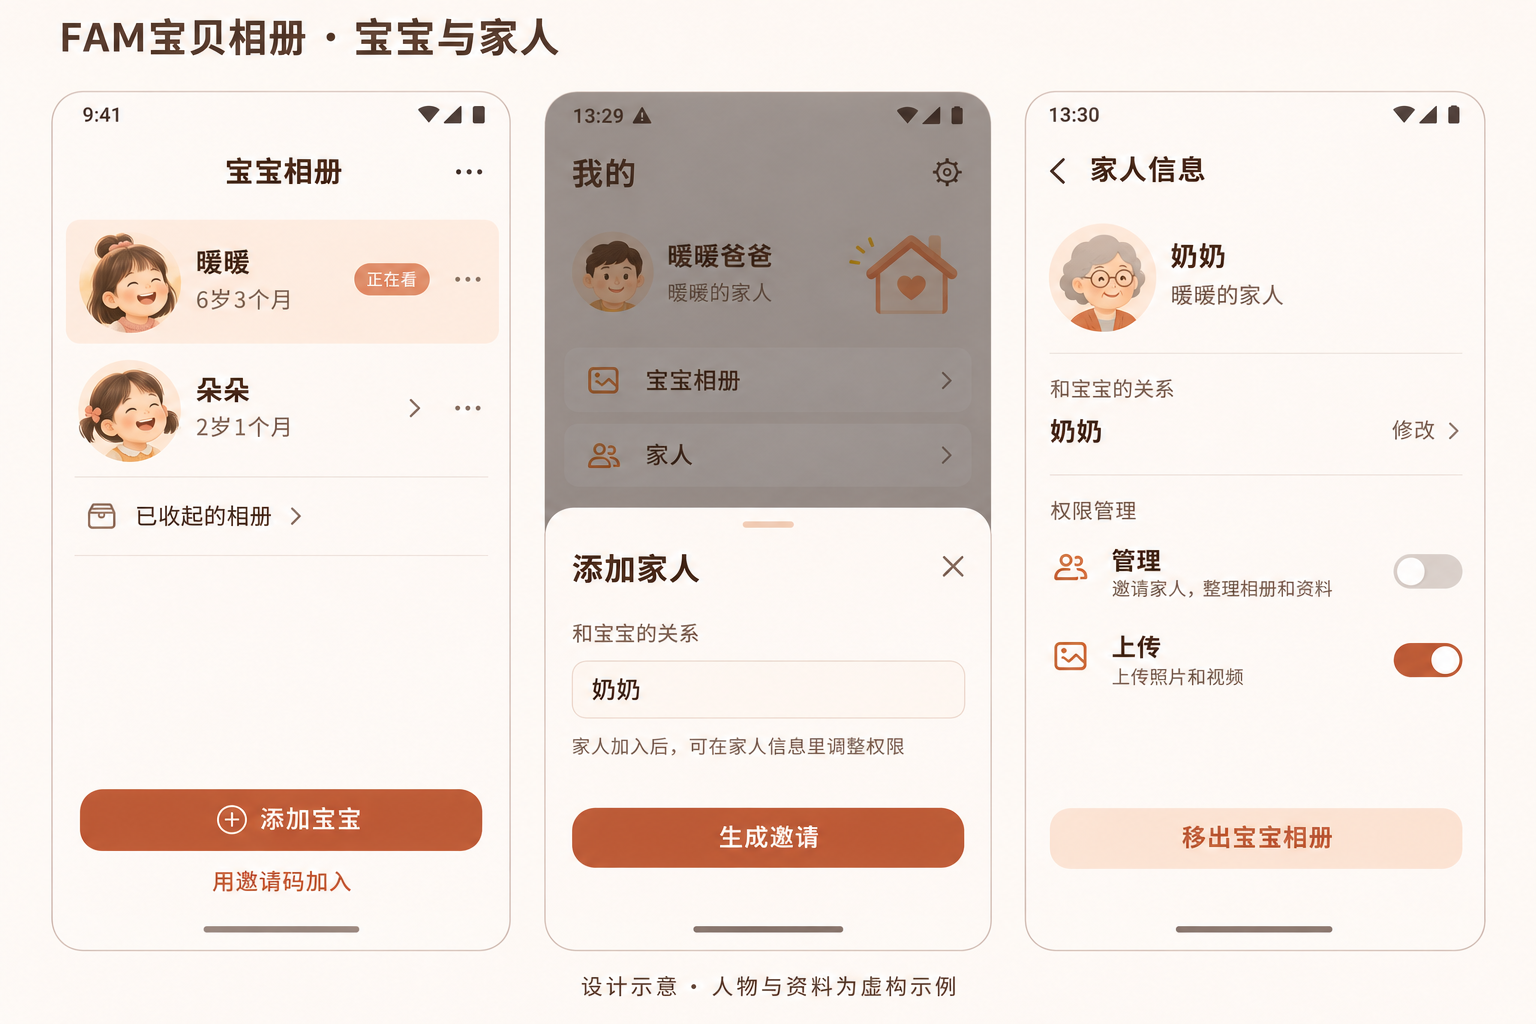 FAM宝贝相册·宝宝与家人
9:41
宝宝相册
暖暖
6岁3个月
正在看
朵朵
2岁1个月
已收起的相册
添加宝宝
用邀请码加入
13:29
我的
暖暖爸爸
暖暖的家人
宝宝相册
家人
添加家人
和宝宝的关系
奶奶
家人加入后，可在家人信息里调整权限
生成邀请
13:30
家人信息
奶奶
暖暖的家人
和宝宝的关系
奶奶
修改
权限管理
管理
邀请家人，整理相册和资料
上传
上传照片和视频
移出宝宝相册
设计示意·人物与资料为虚构示例